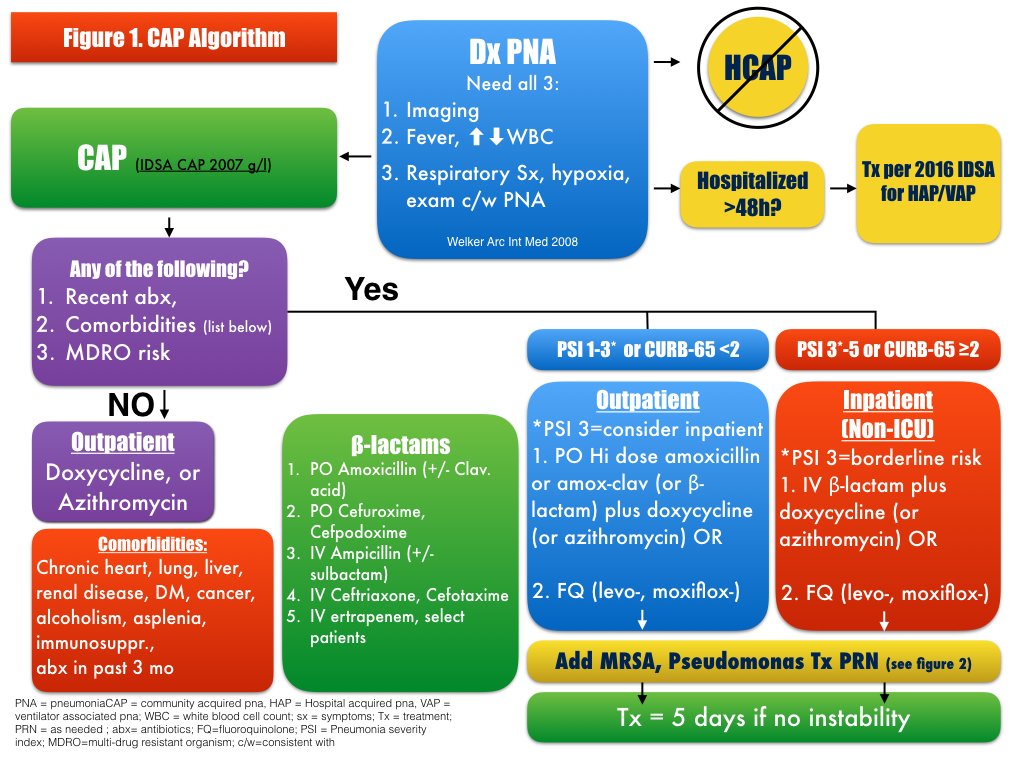 Figure 1. CAP Algorithm
Dx PNA
Need all 3:
1. Imaging
2. Fever, ⬆⬇WBC
3. Respiratory Sx, hypoxia,
exam c/w PNA
Welker Arc Int Med 2008
HCAP
Hospitalized
>48h?
Tx per 2016 IDSA
for HAP/VAP
CAP (IDSA CAP 2007 g/l)
Any of the following?
1. Recent abx,
2. Comorbidities (list below)
3. MDRO risk
Yes
NO
Outpatient
Doxycycline, or
Azithromycin
Comorbidities:
Chronic heart, lung, liver,
renal disease, DM, cancer,
alcoholism, asplenia,
immunosuppr.,
abx in past 3 mo
β-lactams
1. PO Amoxicillin (+/- Clav.
acid)
2. PO Cefuroxime,
Cefpodoxime
3. IV Ampicillin (+/-
sulbactam)
4. IV Ceftriaxone, Cefotaxime
5. IV ertrapenem, select
patients
PSI 1-3* or CURB-65 <2
Outpatient
*PSI 3=consider inpatient
1. PO Hi dose amoxicillin
or amox-clav (or β-
lactam) plus doxycycline
(or azithromycin) OR
2. FQ (levo-, moxiflox-)
PSI 3*-5 or CURB-65 ≥2
Inpatient
(Non-ICU)
*PSI 3=borderline risk
1. IV β-lactam plus
doxycycline (or
azithromycin) OR
2. FQ (levo-, moxiflox-)
Add MRSA, Pseudomonas Tx PRN (see figure 2)
Tx = 5 days if no instability
PNA = pneumoniaCAP = community acquired pna, HAP = Hospital acquired pna, VAP =
ventilator associated pna; WBC = white blood cell count; sx = symptoms; Tx = treatment;
PRN = as needed ; abx= antibiotics; FQ=fluoroquinolone; PSI = Pneumonia severity
index; MDRO=multi-drug resistant organism; c/w=consistent with